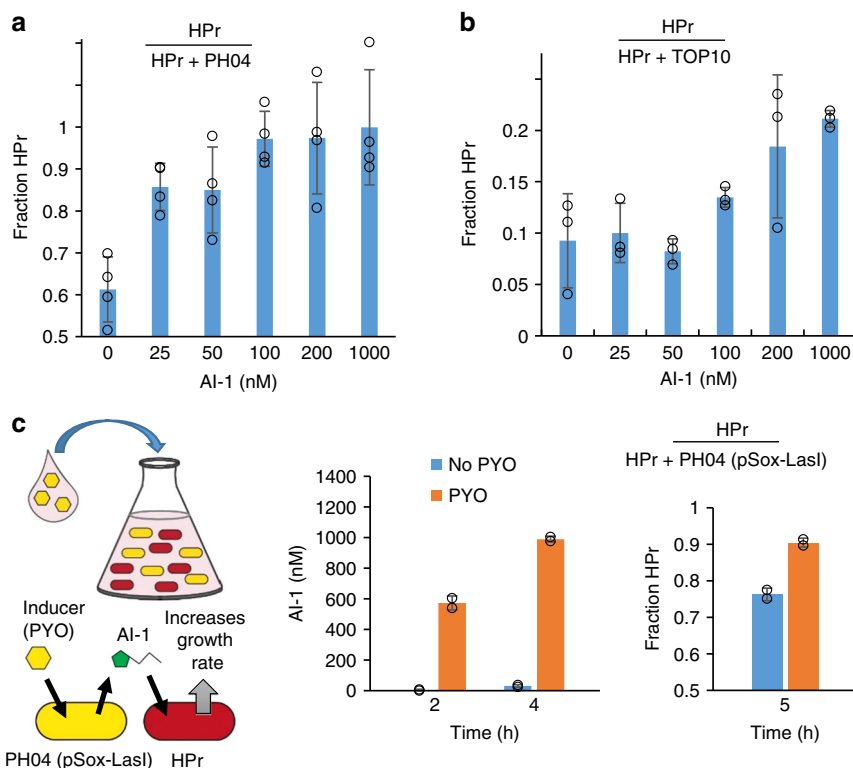 a
HPr
HPr + PH04
Fraction HPr
1
0.9
0.8
0.7
0.6
0.5
0 25 50 100 200 1000
AI-1 (nM)
b
HPr
HPr + TOP10
Fraction HPr
0.2
0.15
0.1
0.05
0
0 25 50 100 200 1000
AI-1 (nM)
c
Inducer
(PYO)
AI-1
Increases
growth
rate
PH04 (pSox-LasI) HPr
No PYO
PYO
AI-1 (nM)
1400
1200
1000
800
600
400
200
0
2 4
Time (h)
HPr
HPr + PH04 (pSox-LasI)
Fraction HPr
1
0.9
0.8
0.7
0.6
0.5
5
Time (h)